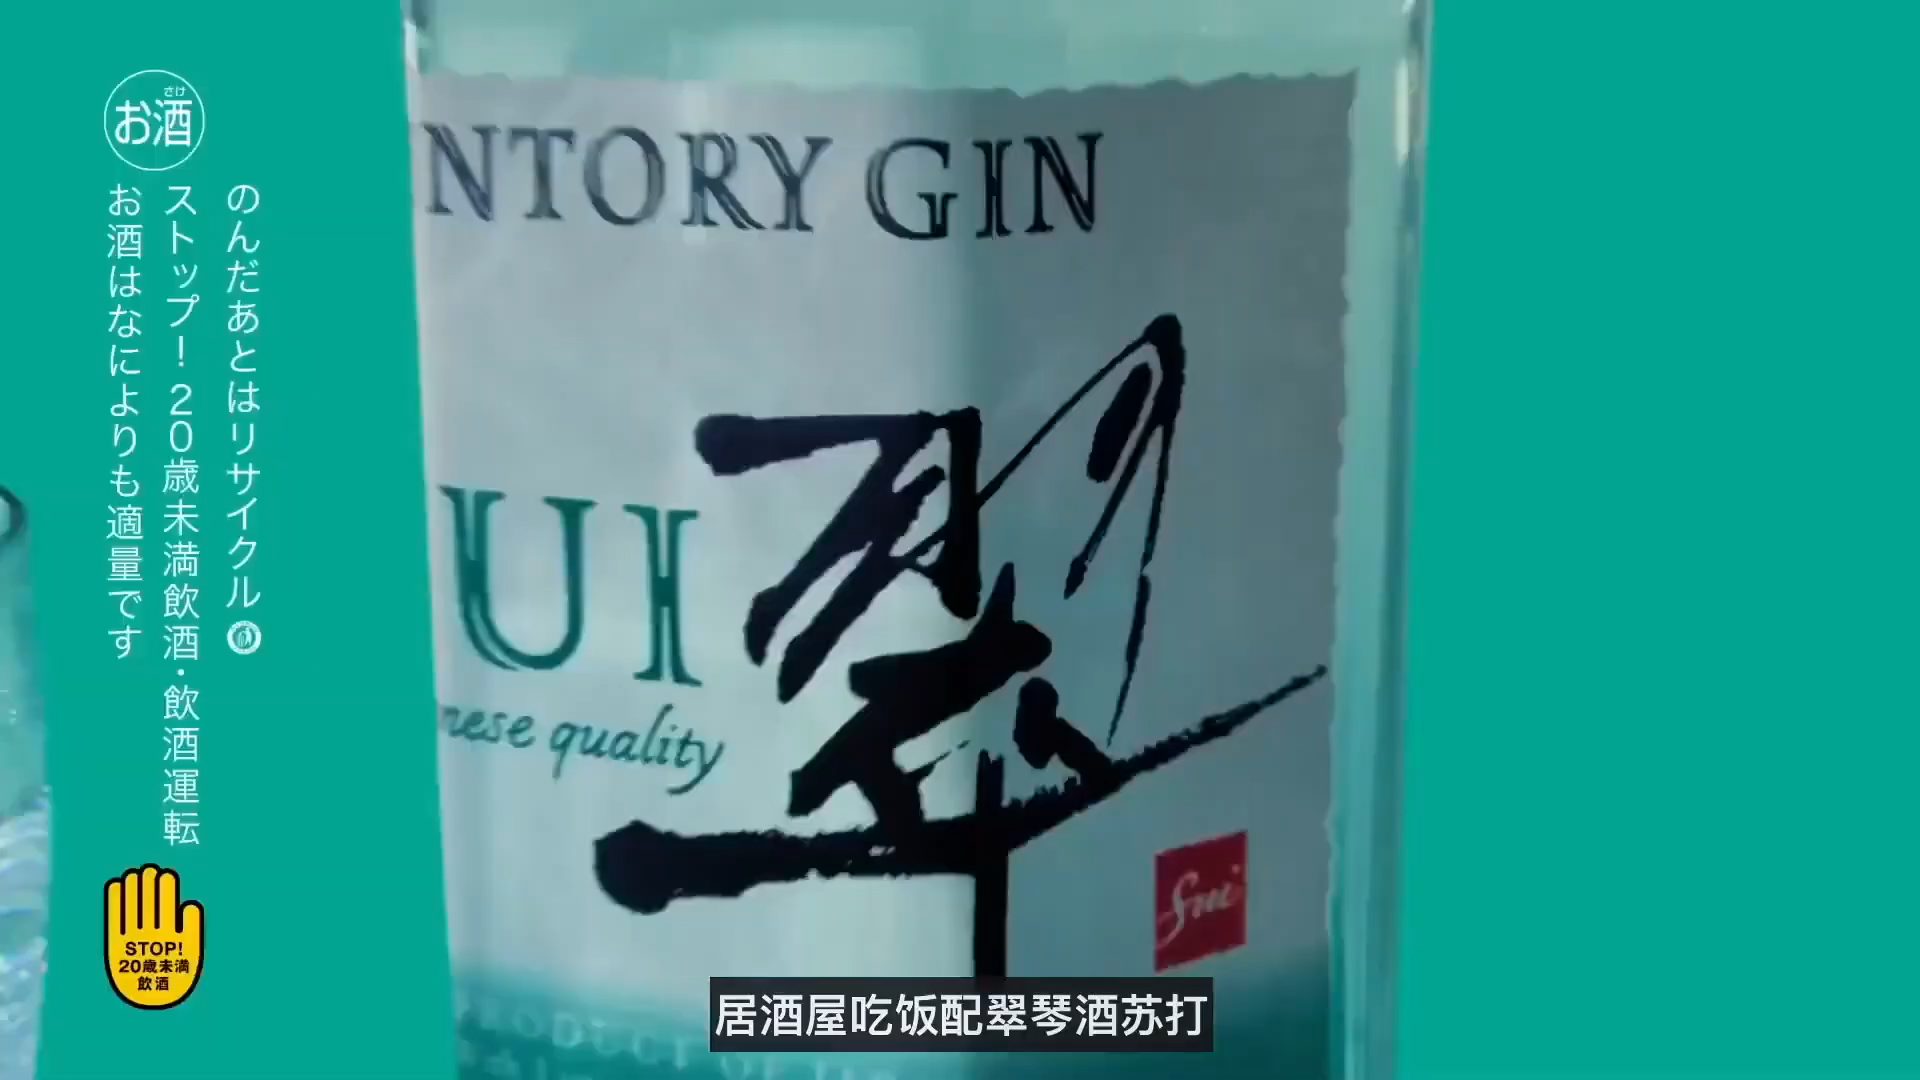 さけ
お酒
のんだあとはリサイクル
ストップ！20歳未満飲酒・飲酒運転
お酒はなによりも適量です
STOP!
20歳未満
飲酒
NTORY GIN
UI
翠
nese quality
Sui
PRODUCT OF
居酒屋吃饭配翠琴酒苏打